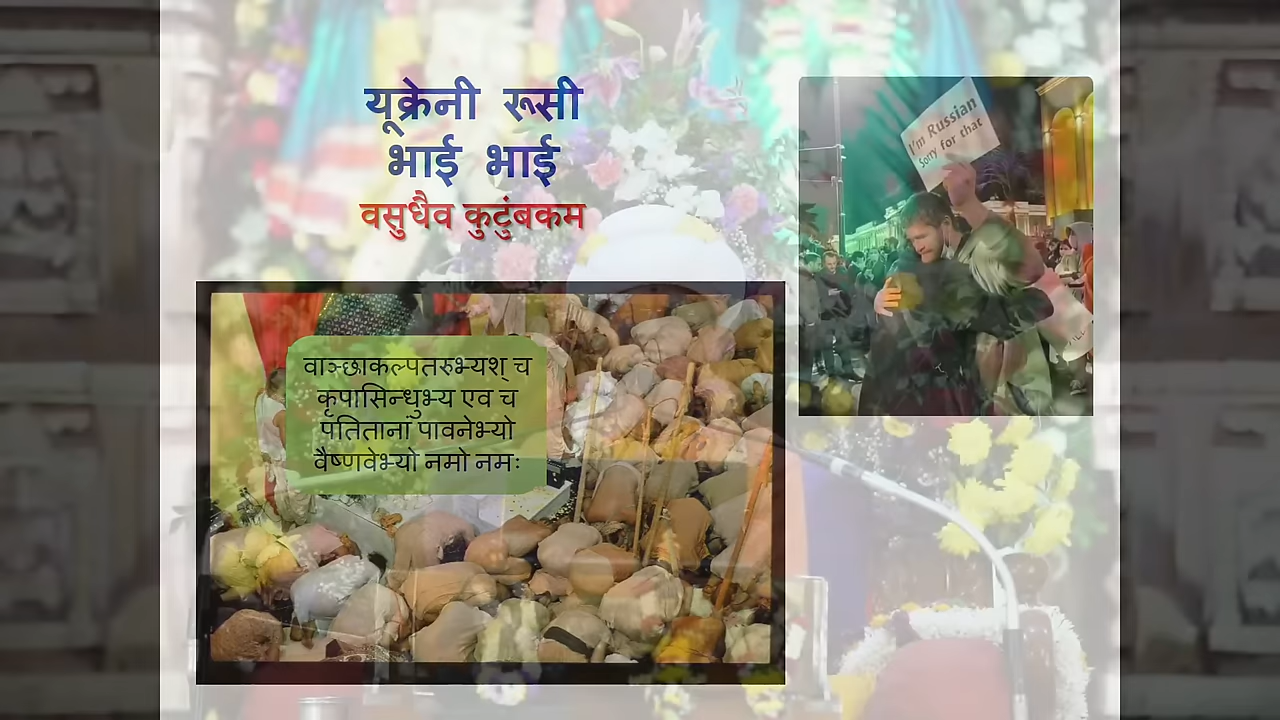 यूक्रेनी रूसी
भाई भाई
वसुधैव कुटुंबकम
I'm Russian
Sorry for that
वाञ्छाकल्पतरुभ्यश् च
कृपासिन्धुभ्य एव च
पतितानां पावनेभ्यो
वैष्णवेभ्यो नमो नमः